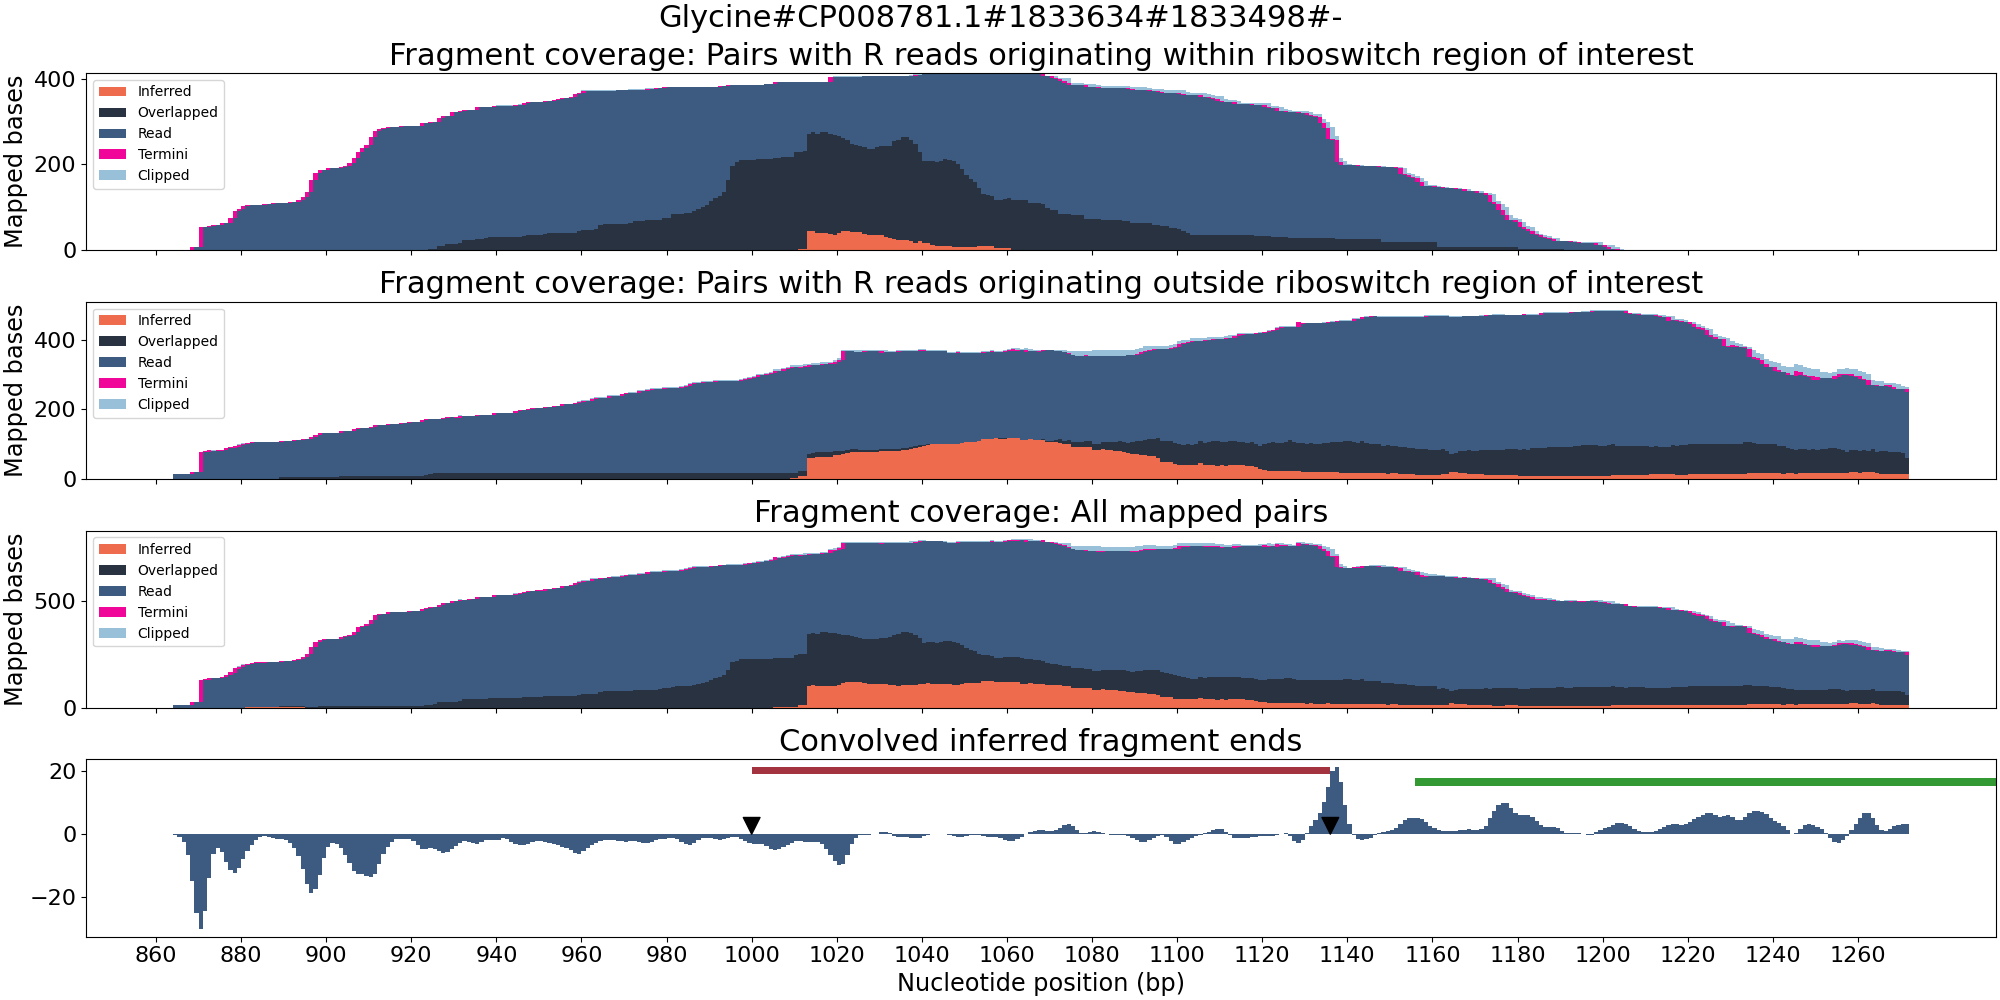 Glycine#CP008781.1#1833634#1833498#-
Fragment coverage: Pairs with R reads originating within riboswitch region of interest
Mapped bases
400
200
0
Inferred
Overlapped
Read
Termini
Clipped
Fragment coverage: Pairs with R reads originating outside riboswitch region of interest
Mapped bases
400
200
0
Inferred
Overlapped
Read
Termini
Clipped
Fragment coverage: All mapped pairs
Mapped bases
500
0
Inferred
Overlapped
Read
Termini
Clipped
Convolved inferred fragment ends
20
0
−20
860 880 900 920 940 960 980 1000 1020 1040 1060 1080 1100 1120 1140 1160 1180 1200 1220 1240 1260
Nucleotide position (bp)